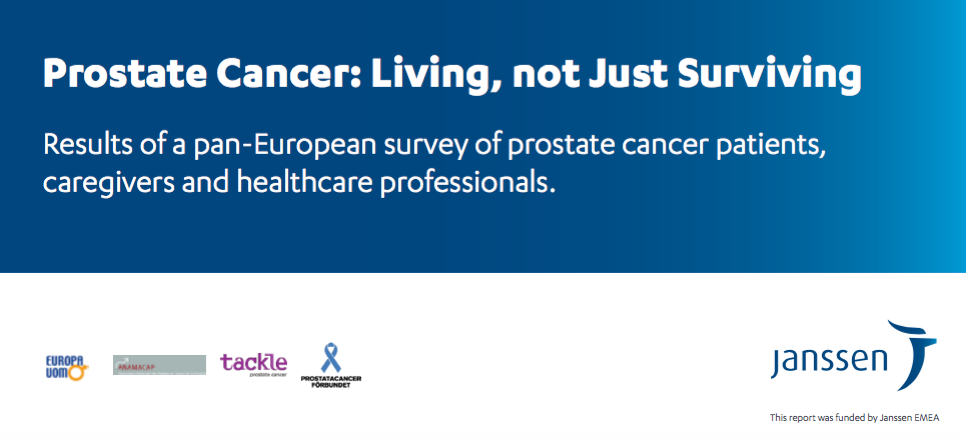 Prostate Cancer: Living, not Just Surviving
Results of a pan-European survey of prostate cancer patients,
caregivers and healthcare professionals.
EUROPA
UOMO
ANAMACAP
tackle
prostate cancer
PROSTATACANCER
FÖRBUNDET
janssen
This report was funded by Janssen EMEA